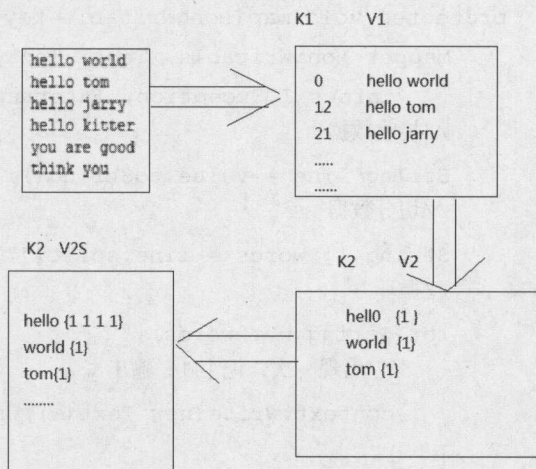 K1 V1
hello world
hello tom
hello jarry
hello kitter
you are good
think you
0 hello world
12 hello tom
21 hello jarry
.....
......
K2 V2S
K2 V2
hello {1 1 1 1}
world {1}
tom{1}
........
hell0 {1 }
world {1}
tom {1}